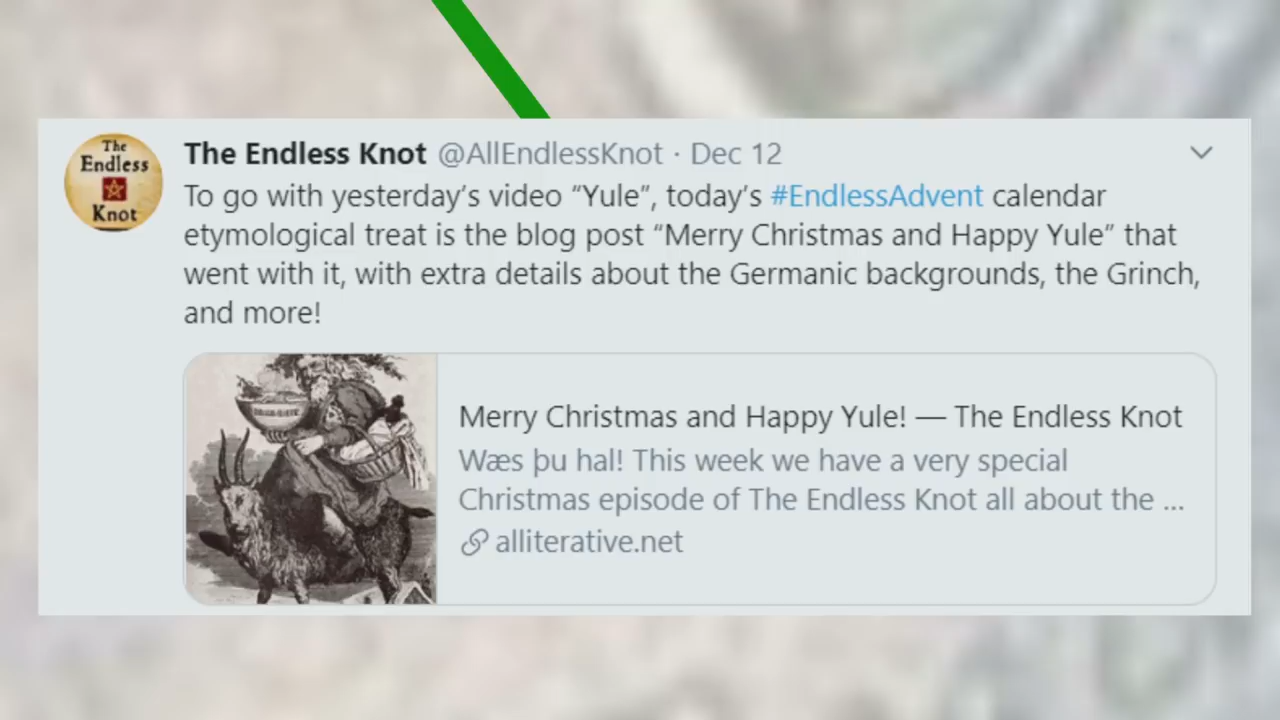 The
Endless
Knot
The Endless Knot @AllEndlessKnot · Dec 12
To go with yesterday’s video “Yule”, today’s #EndlessAdvent calendar
etymological treat is the blog post “Merry Christmas and Happy Yule” that
went with it, with extra details about the Germanic backgrounds, the Grinch,
and more!
Merry Christmas and Happy Yule! — The Endless Knot
Wæs þu hal! This week we have a very special
Christmas episode of The Endless Knot all about the ...
alliterative.net